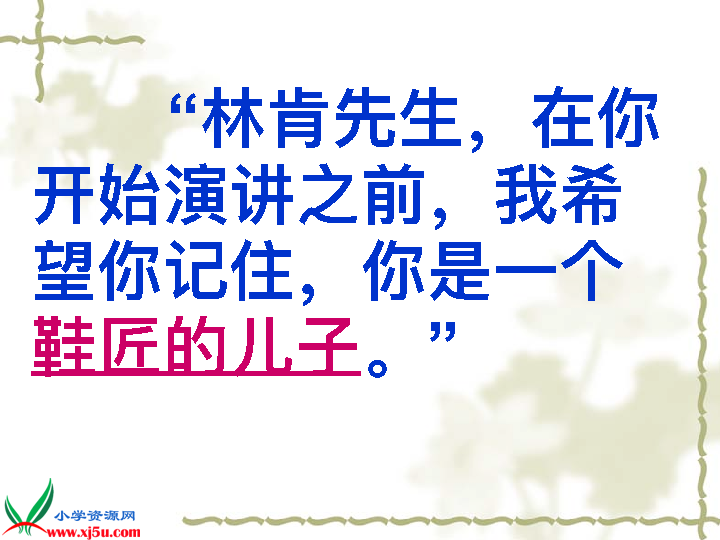 “林肯先生，在你
开始演讲之前，我希
望你记住，你是一个
鞋匠的儿子。”
小学资源网
www.xj5u.com